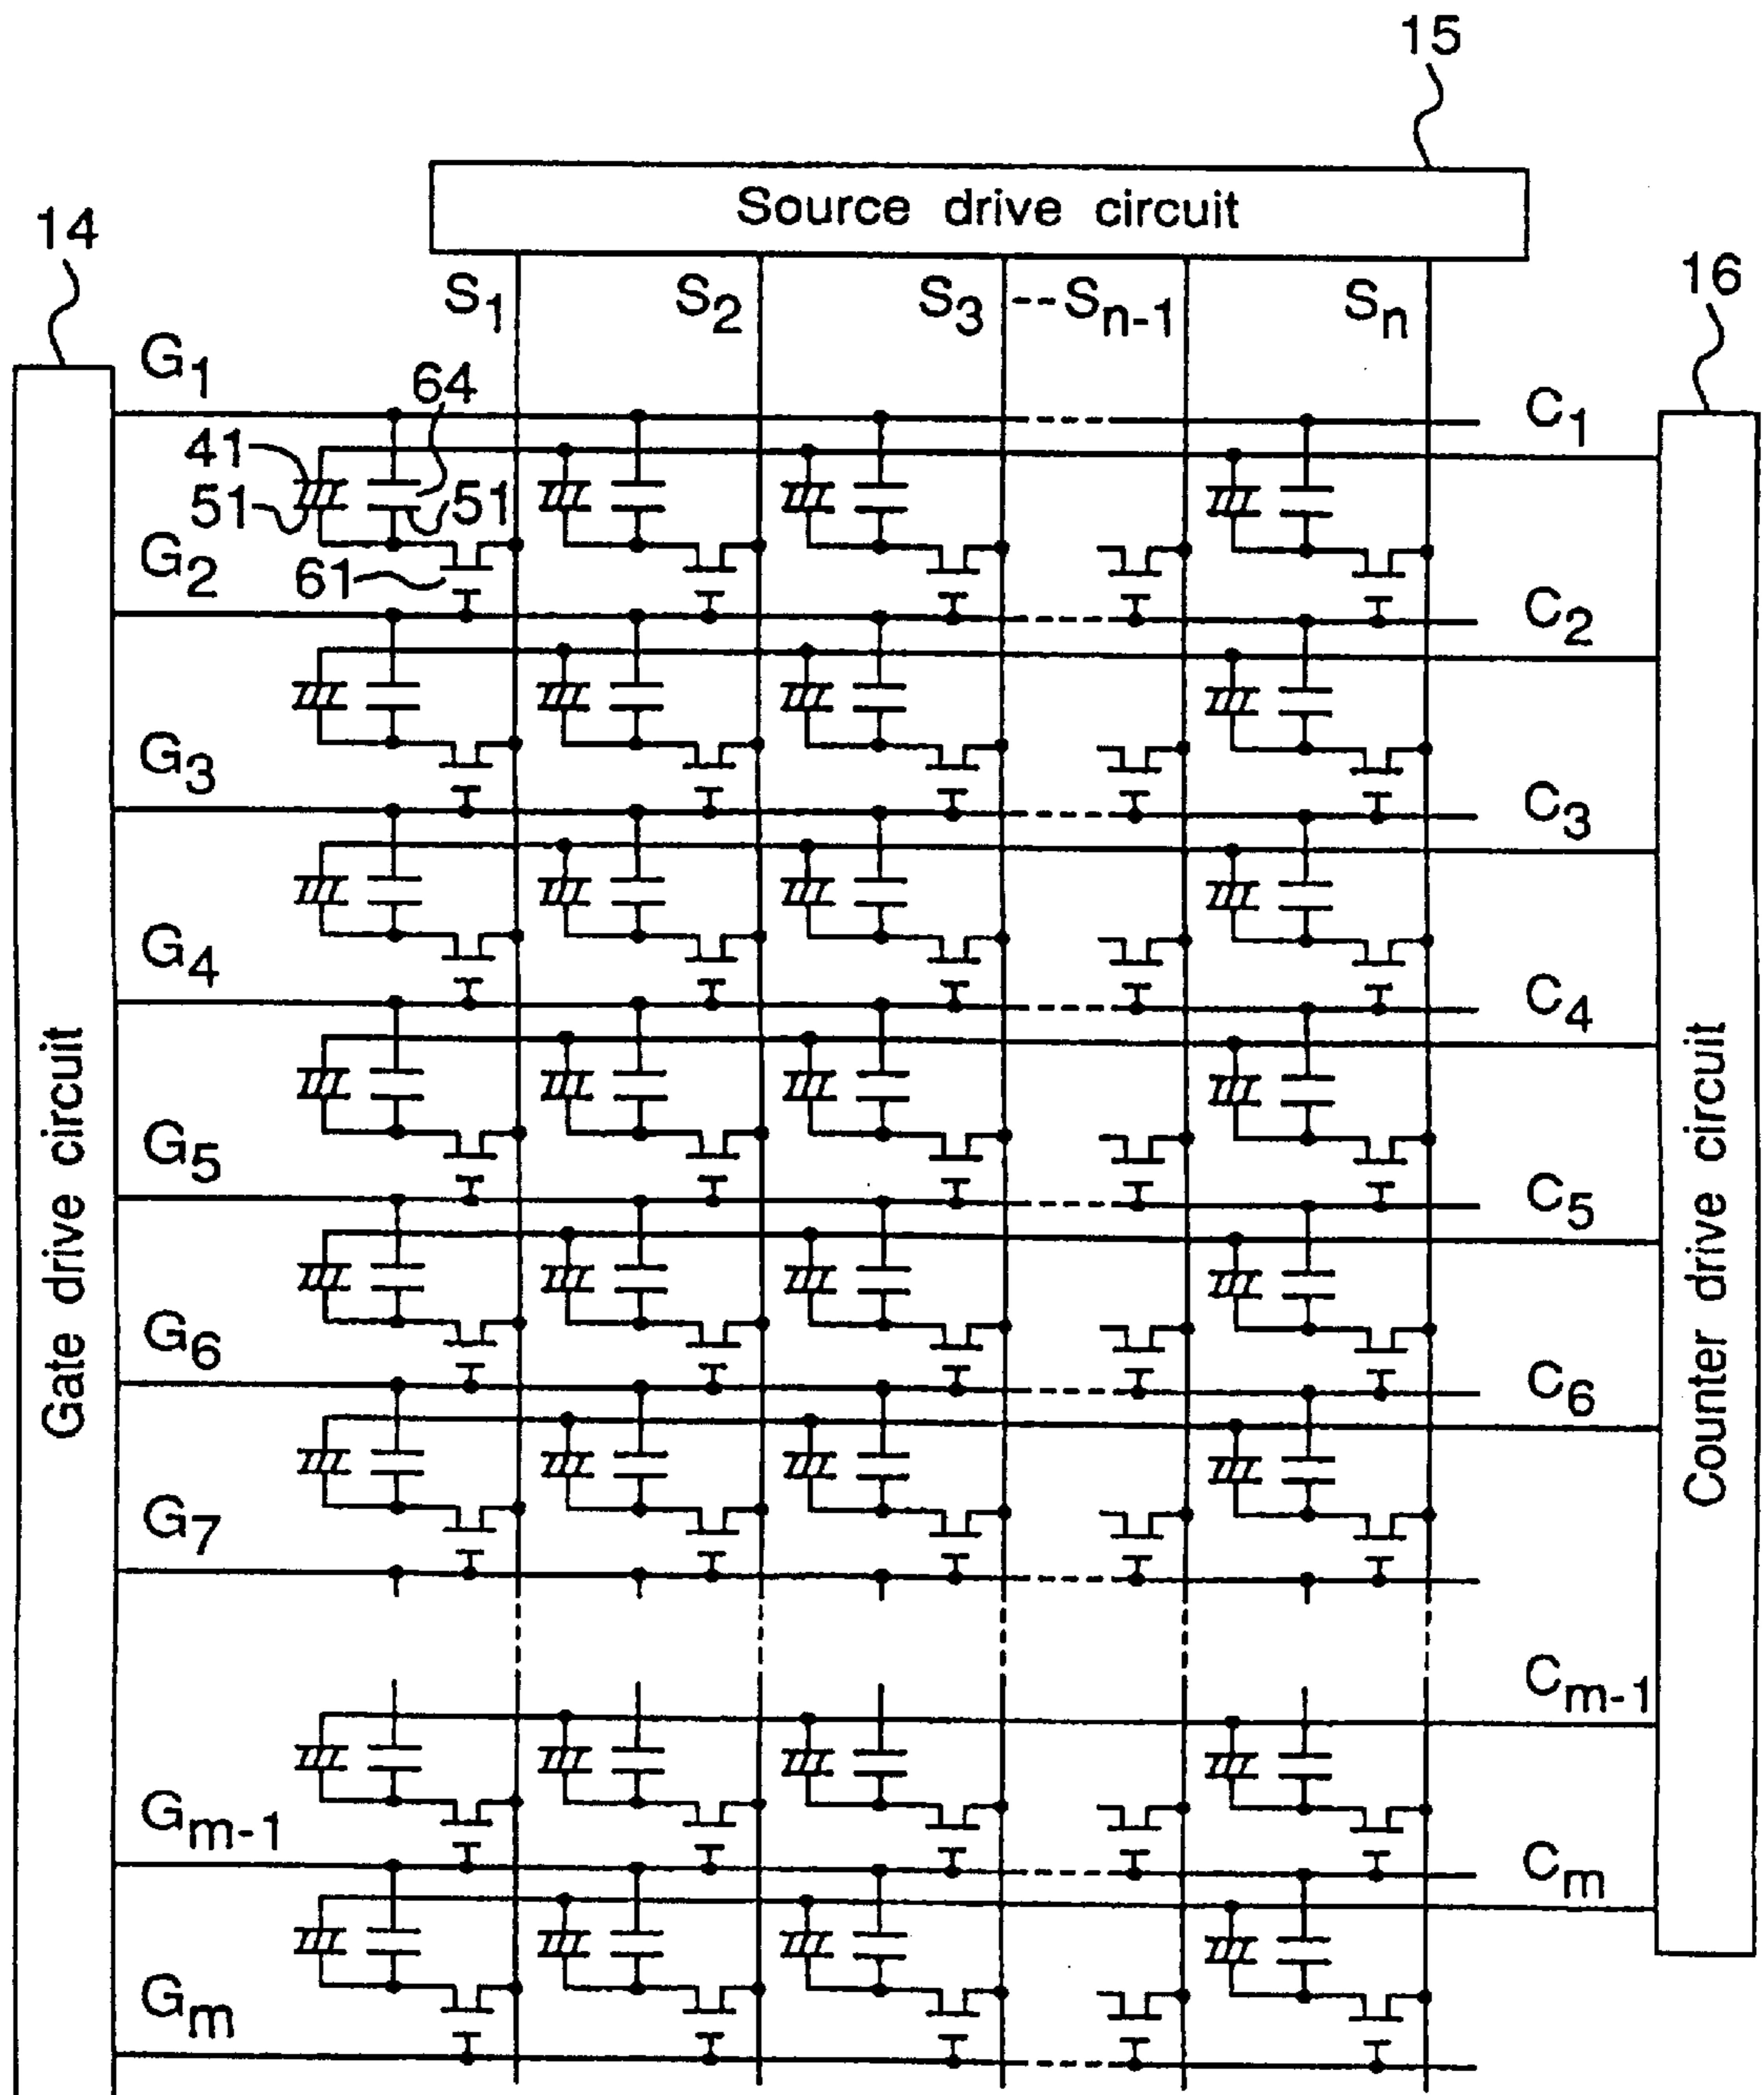 15
Source drive circuit
14
16
S1 S2 S3 --Sn-1 Sn
G1
64
C1
41
51
51
G2
61
C2
G3
C3
G4
C4
G5
C5
G6
C6
G7
Cm-1
Gm-1
Cm
Gm
Gate drive circuit
Counter drive circuit